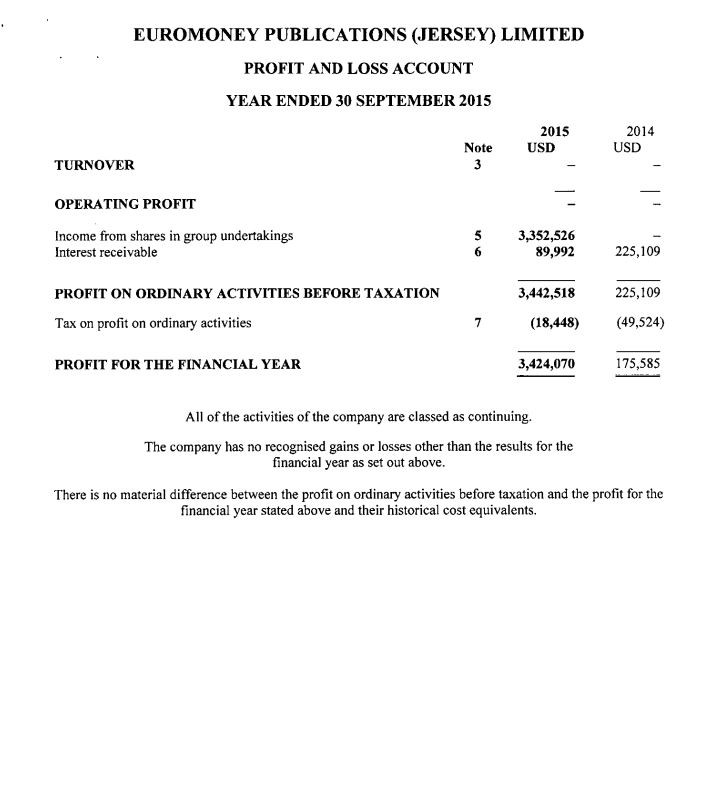 EUROMONEY PUBLICATIONS (JERSEY) LIMITED
PROFIT AND LOSS ACCOUNT
YEAR ENDED 30 SEPTEMBER 2015
2015 2014
Note USD USD
TURNOVER 3 – –
OPERATING PROFIT – –
Income from shares in group undertakings 5 3,352,526 –
Interest receivable 6 89,992 225,109
PROFIT ON ORDINARY ACTIVITIES BEFORE TAXATION 3,442,518 225,109
Tax on profit on ordinary activities 7 (18,448) (49,524)
PROFIT FOR THE FINANCIAL YEAR 3,424,070 175,585
All of the activities of the company are classed as continuing.
The company has no recognised gains or losses other than the results for the
financial year as set out above.
There is no material difference between the profit on ordinary activities before taxation and the profit for the
financial year stated above and their historical cost equivalents.